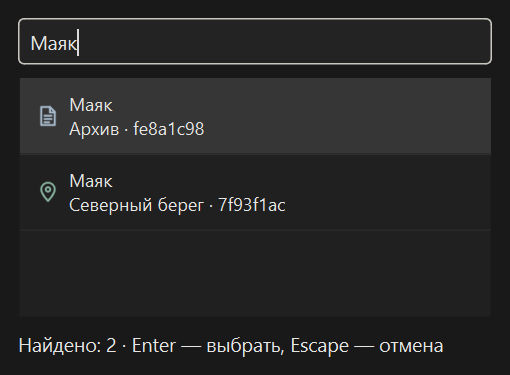 Маяк
Маяк
Архив · fe8a1c98
Маяк
Северный берег · 7f93f1ac
Найдено: 2 · Enter — выбрать, Escape — отмена